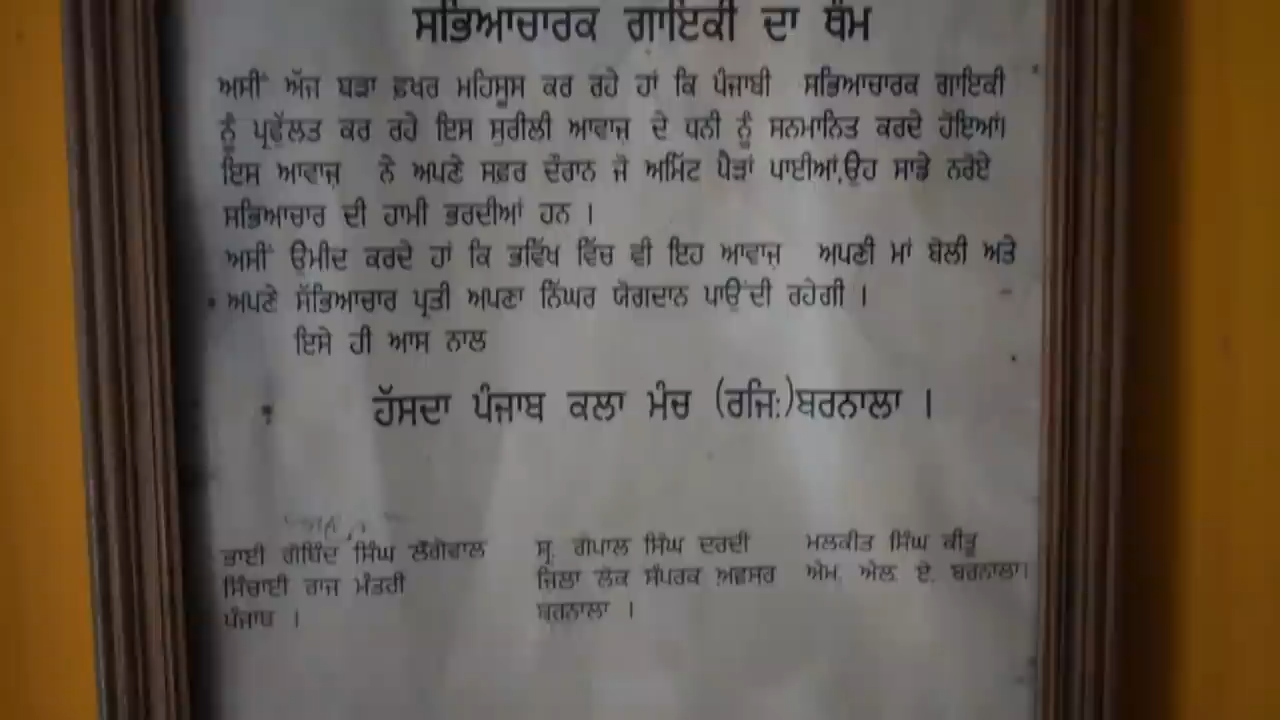 ਸਭਿਆਚਾਰਕ ਗਾਇਕੀ ਦਾ ਥੰਮ
ਅਸੀਂ ਅੱਜ ਬੜਾ ਫ਼ਖਰ ਮਹਿਸੂਸ ਕਰ ਰਹੇ ਹਾਂ ਕਿ ਪੰਜਾਬੀ ਸਭਿਆਚਾਰਕ ਗਾਇਕੀ
ਨੂੰ ਪ੍ਰਫੁੱਲਤ ਕਰ ਰਹੇ ਇਸ ਸੁਰੀਲੀ ਆਵਾਜ਼ ਦੇ ਧਨੀ ਨੂੰ ਸਨਮਾਨਿਤ ਕਰਦੇ ਹੋਇਆਂ।
ਇਸ ਆਵਾਜ਼ ਨੇ ਅਪਣੇ ਸਫ਼ਰ ਦੌਰਾਨ ਜੋ ਅਮਿੱਟ ਪੈੜਾਂ ਪਾਈਆਂ,ਉਹ ਸਾਡੇ ਨਰੋਏ
ਸਭਿਆਚਾਰ ਦੀ ਹਾਮੀ ਭਰਦੀਆਂ ਹਨ ।
ਅਸੀਂ ਉਮੀਦ ਕਰਦੇ ਹਾਂ ਕਿ ਭਵਿੱਖ ਵਿੱਚ ਵੀ ਇਹ ਆਵਾਜ਼ ਅਪਣੀ ਮਾਂ ਬੋਲੀ ਅਤੇ
ਅਪਣੇ ਸੱਭਿਆਚਾਰ ਪ੍ਰਤੀ ਅਪਣਾ ਨਿੱਘਰ ਯੋਗਦਾਨ ਪਾਉਂਦੀ ਰਹੇਗੀ ।
ਇਸੇ ਹੀ ਆਸ ਨਾਲ
ਹੱਸਦਾ ਪੰਜਾਬ ਕਲਾ ਮੰਚ (ਰਜਿ:)ਬਰਨਾਲਾ ।
ਭਾਈ ਗੋਬਿੰਦ ਸਿੰਘ ਲੌਂਗੋਵਾਲ ਸ੍ਰ. ਗੋਪਾਲ ਸਿੰਘ ਦਰਦੀ ਮਲਕੀਤ ਸਿੰਘ ਕੀਤੂ
ਸਿੰਚਾਈ ਰਾਜ ਮੰਤਰੀ ਜ਼ਿਲਾ ਲੋਕ ਸੰਪਰਕ ਅਫ਼ਸਰ ਐਮ. ਐਲ. ਏ. ਬਰਨਾਲਾ।
ਪੰਜਾਬ । ਬਰਨਾਲਾ ।